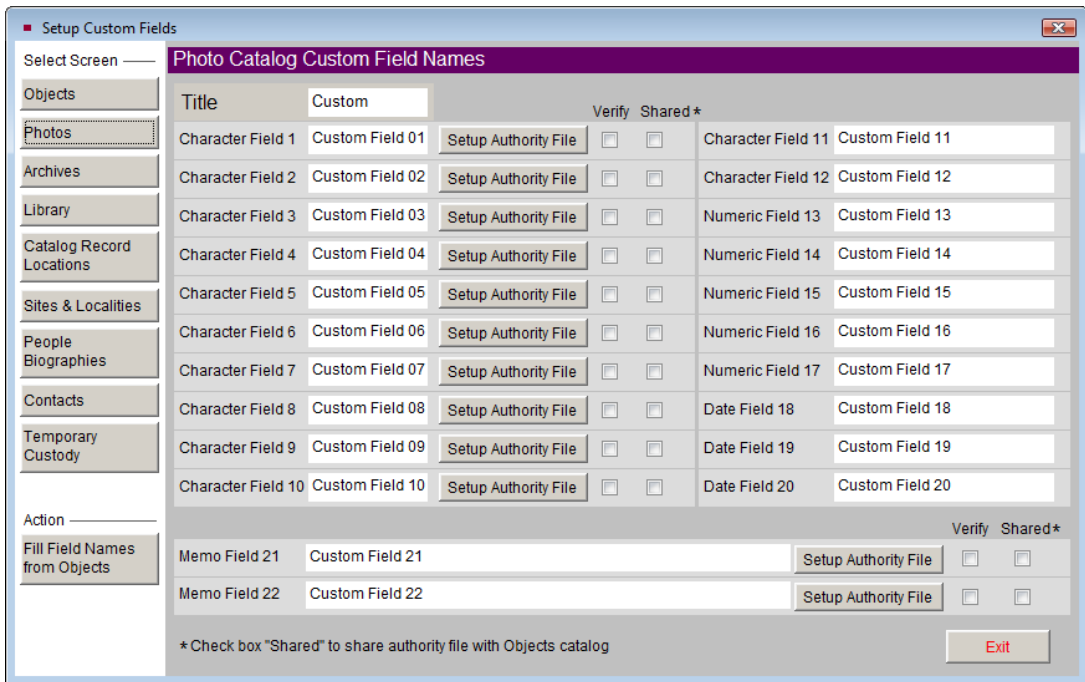 Setup Custom Fields
Select Screen
Objects
Photos
Archives
Library
Catalog Record
Locations
Sites & Localities
People
Biographies
Contacts
Temporary
Custody
Action
Fill Field Names
from Objects
Photo Catalog Custom Field Names
Title Custom Verify Shared *
Character Field 1 Custom Field 01 Setup Authority File Character Field 11 Custom Field 11
Character Field 2 Custom Field 02 Setup Authority File Character Field 12 Custom Field 12
Character Field 3 Custom Field 03 Setup Authority File Numeric Field 13 Custom Field 13
Character Field 4 Custom Field 04 Setup Authority File Numeric Field 14 Custom Field 14
Character Field 5 Custom Field 05 Setup Authority File Numeric Field 15 Custom Field 15
Character Field 6 Custom Field 06 Setup Authority File Numeric Field 16 Custom Field 16
Character Field 7 Custom Field 07 Setup Authority File Numeric Field 17 Custom Field 17
Character Field 8 Custom Field 08 Setup Authority File Date Field 18 Custom Field 18
Character Field 9 Custom Field 09 Setup Authority File Date Field 19 Custom Field 19
Character Field 10 Custom Field 10 Setup Authority File Date Field 20 Custom Field 20
Verify Shared*
Memo Field 21 Custom Field 21 Setup Authority File
Memo Field 22 Custom Field 22 Setup Authority File
* Check box "Shared" to share authority file with Objects catalog
Exit